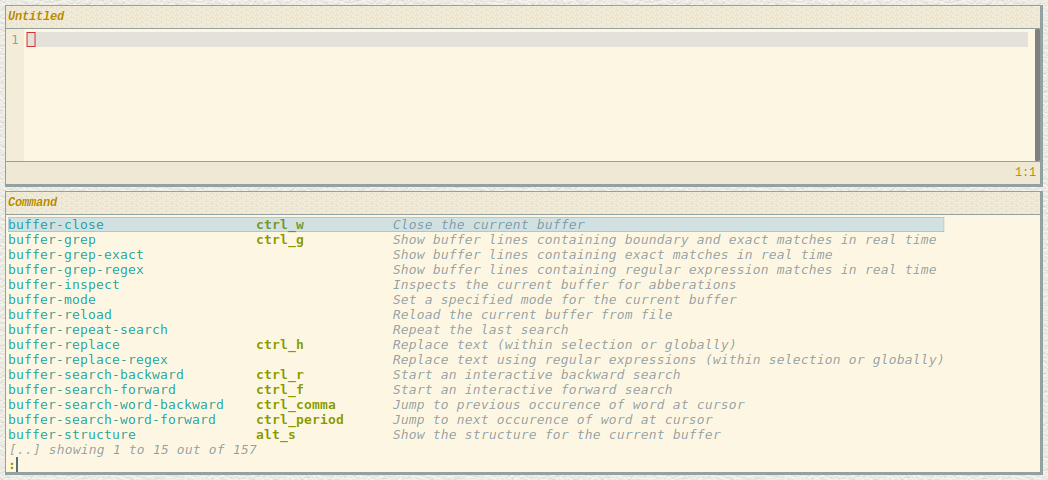 Untitled
1
1:1
Command
buffer-close ctrl_w Close the current buffer
buffer-grep ctrl_g Show buffer lines containing boundary and exact matches in real time
buffer-grep-exact Show buffer lines containing exact matches in real time
buffer-grep-regex Show buffer lines containing regular expression matches in real time
buffer-inspect Inspects the current buffer for abberations
buffer-mode Set a specified mode for the current buffer
buffer-reload Reload the current buffer from file
buffer-repeat-search Repeat the last search
buffer-replace ctrl_h Replace text (within selection or globally)
buffer-replace-regex Replace text using regular expressions (within selection or globally)
buffer-search-backward ctrl_r Start an interactive backward search
buffer-search-forward ctrl_f Start an interactive forward search
buffer-search-word-backward ctrl_comma Jump to previous occurence of word at cursor
buffer-search-word-forward ctrl_period Jump to next occurence of word at cursor
buffer-structure alt_s Show the structure for the current buffer
[..] showing 1 to 15 out of 157
: